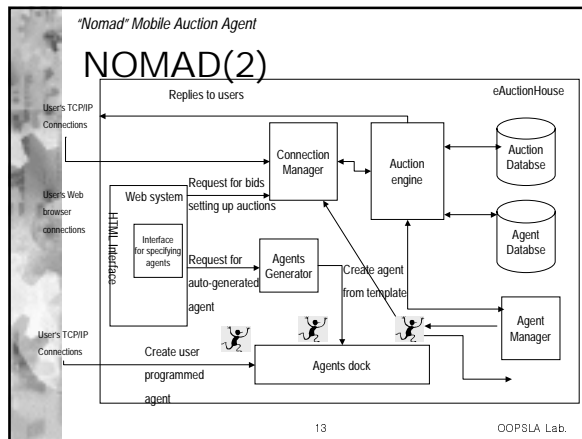 "Nomad" Mobile Auction Agent
NOMAD(2)
eAuctionHouse
Replies to users
User's TCP/IP
Connections
Connection
Manager
Auction
engine
Auction
Databse
User's Web
browser
connections
HTML Interface
Web system
Interface
for specifying
agents
Request for bids
setting up auctions
Request for
auto-generated
agent
Agents
Generator
Create agent
from template
Agent
Databse
Agent
Manager
User's TCP/IP
Connections
Create user
programmed
agent
Agents dock
13
OOPSLA Lab.